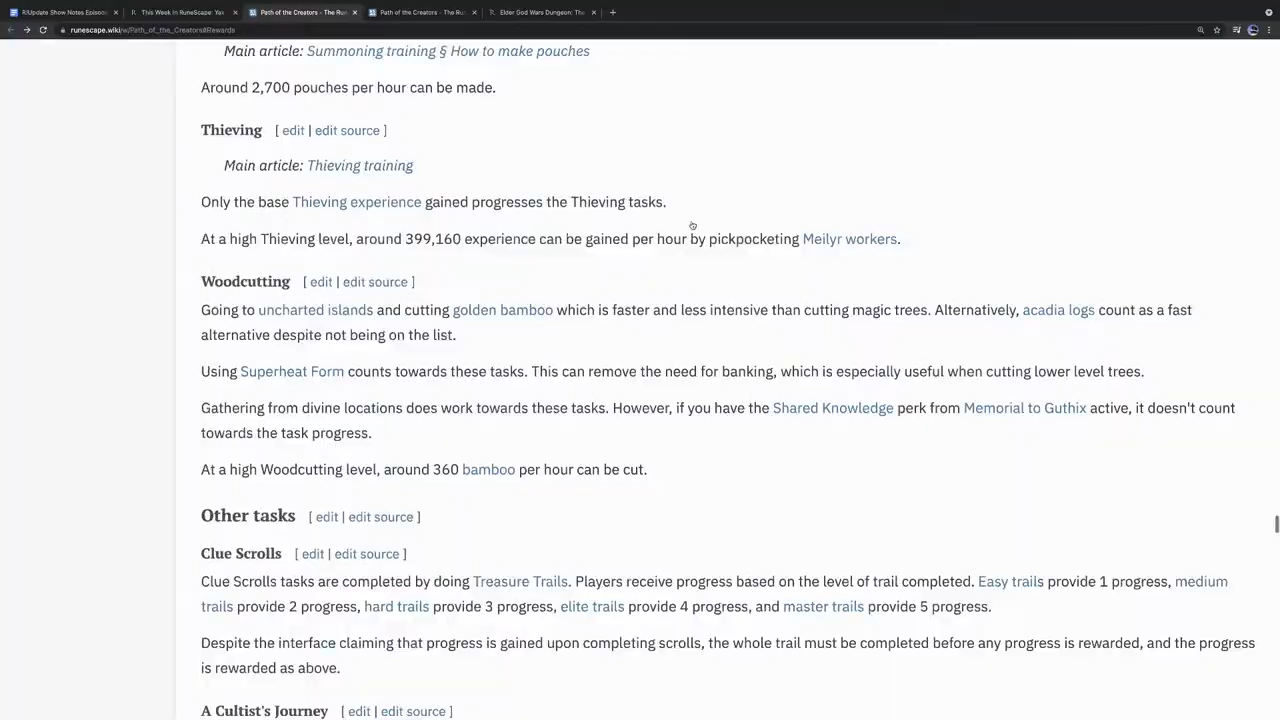 RIUpdate Show Notes Episode
This Week In RuneScape: Yak
Path of the Creators - The Run
Path of the Creators - The Run
Elder God Wars Dungeon: The
runescape.wiki/w/Path_of_the_Creators#Rewards
Main article: Summoning training § How to make pouches
Around 2,700 pouches per hour can be made.
Thieving [ edit | edit source ]
Main article: Thieving training
Only the base Thieving experience gained progresses the Thieving tasks.
At a high Thieving level, around 399,160 experience can be gained per hour by pickpocketing Meilyr workers.
Woodcutting [ edit | edit source ]
Going to uncharted islands and cutting golden bamboo which is faster and less intensive than cutting magic trees. Alternatively, acadia logs count as a fast
alternative despite not being on the list.
Using Superheat Form counts towards these tasks. This can remove the need for banking, which is especially useful when cutting lower level trees.
Gathering from divine locations does work towards these tasks. However, if you have the Shared Knowledge perk from Memorial to Guthix active, it doesn't count
towards the task progress.
At a high Woodcutting level, around 360 bamboo per hour can be cut.
Other tasks [ edit | edit source ]
Clue Scrolls [ edit | edit source ]
Clue Scrolls tasks are completed by doing Treasure Trails. Players receive progress based on the level of trail completed. Easy trails provide 1 progress, medium
trails provide 2 progress, hard trails provide 3 progress, elite trails provide 4 progress, and master trails provide 5 progress.
Despite the interface claiming that progress is gained upon completing scrolls, the whole trail must be completed before any progress is rewarded, and the progress
is rewarded as above.
A Cultist's Journey [ edit | edit source ]